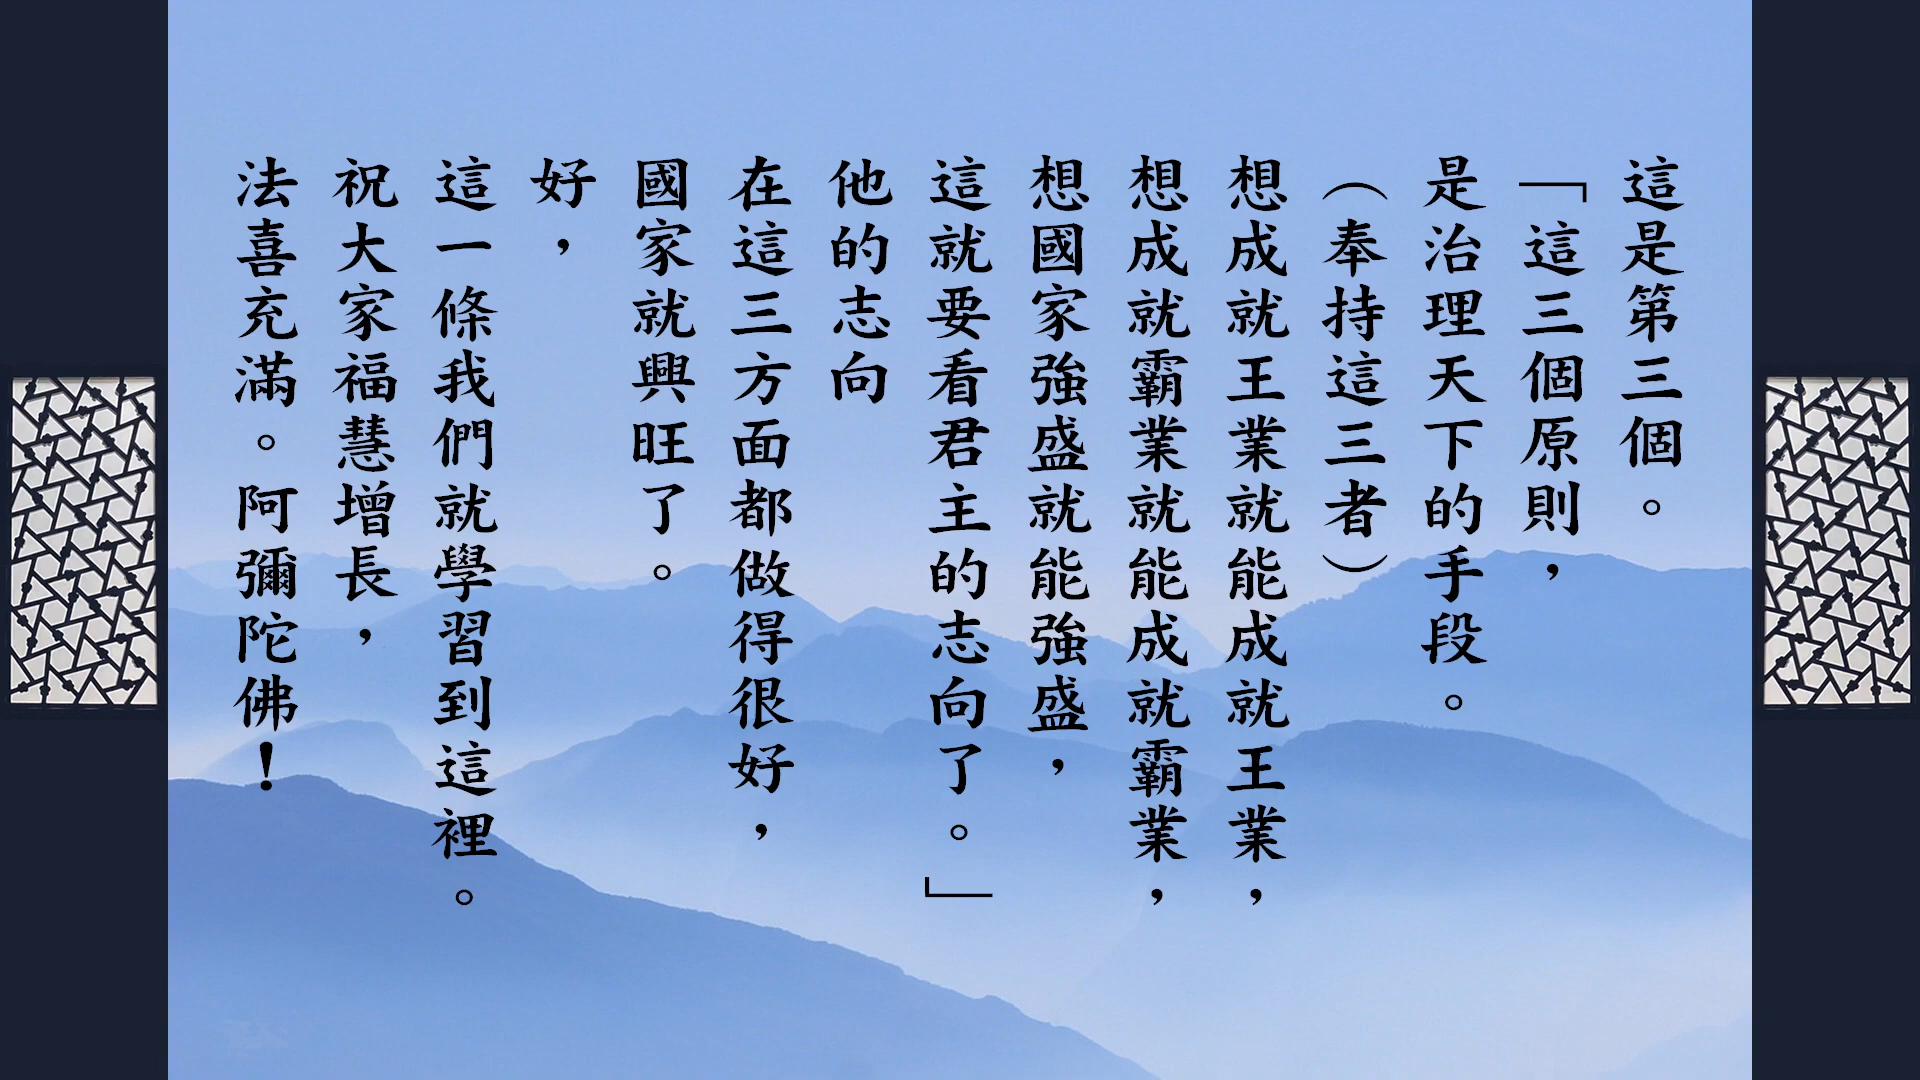 這是第三個。
「這三個原則，
是治理天下的手段。
（奉持這三者）
想成就王業就能成就王業，
想成就霸業就能成就霸業，
想國家強盛就能強盛，
這就要看君主的志向了。」
他的志向
在這三方面都做得很好，
國家就興旺了。
好，
這一條我們就學習到這裡。
祝大家福慧增長，
法喜充滿。阿彌陀佛！